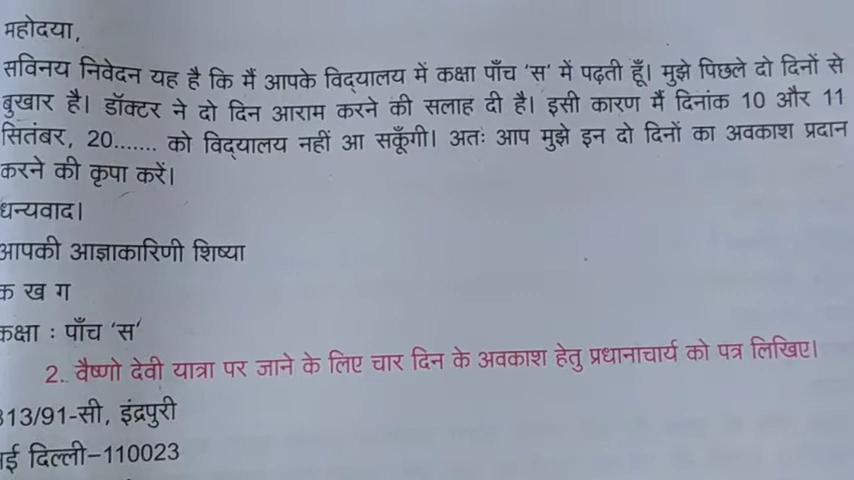 महोदया,
सविनय निवेदन यह है कि मैं आपके विद्यालय में कक्षा पाँच 'स' में पढ़ती हूँ। मुझे पिछले दो दिनों से
बुखार है। डॉक्टर ने दो दिन आराम करने की सलाह दी है। इसी कारण मैं दिनांक 10 और 11
सितंबर, 20....... को विद्यालय नहीं आ सकूँगी। अतः आप मुझे इन दो दिनों का अवकाश प्रदान
करने की कृपा करें।
धन्यवाद।
आपकी आज्ञाकारिणी शिष्या
क ख ग
कक्षा : पाँच 'स'
2. वैष्णो देवी यात्रा पर जाने के लिए चार दिन के अवकाश हेतु प्रधानाचार्य को पत्र लिखिए।
313/91-सी, इंद्रपुरी
नई दिल्ली-110023